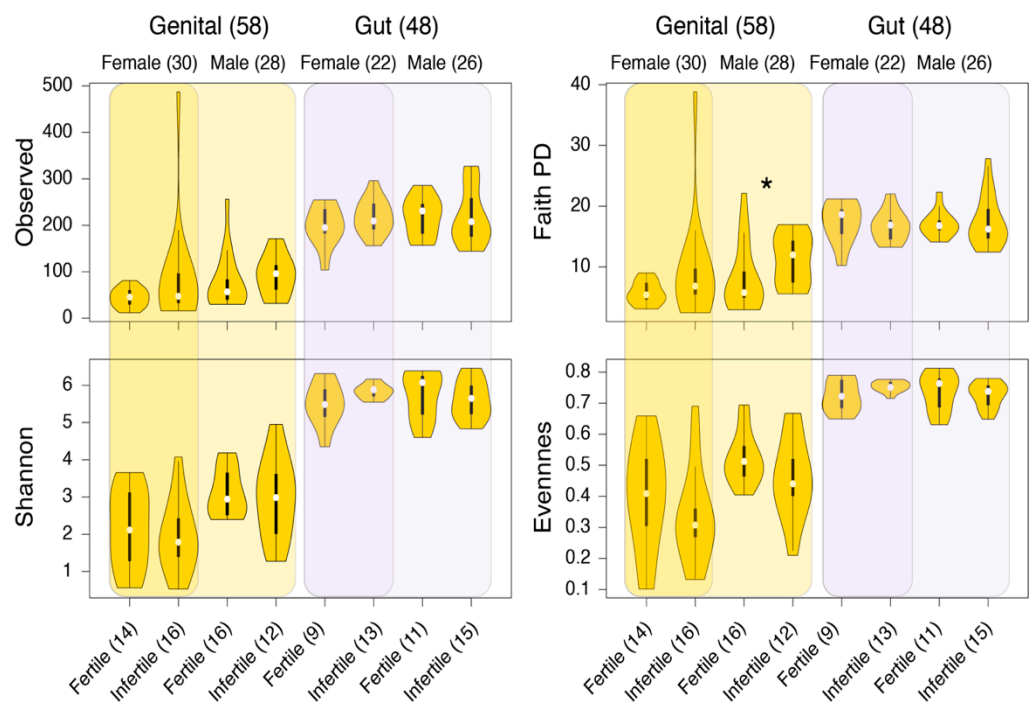 Genital (58) Gut (48)
Female (30) Male (28) Female (22) Male (26)
Observed
500
400
300
200
100
0
Shannon
6
5
4
3
2
1
Fertile (14) Infertile (16) Fertile (16) Infertile (12) Fertile (9) Infertile (13) Fertile (11) Infertile (15)
Genital (58) Gut (48)
Female (30) Male (28) Female (22) Male (26)
Faith PD
40
30
20
10
*
Evennnes
0.8
0.7
0.6
0.5
0.4
0.3
0.2
0.1
Fertile (14) Infertile (16) Fertile (16) Infertile (12) Fertile (9) Infertile (13) Fertile (11) Infertile (15)